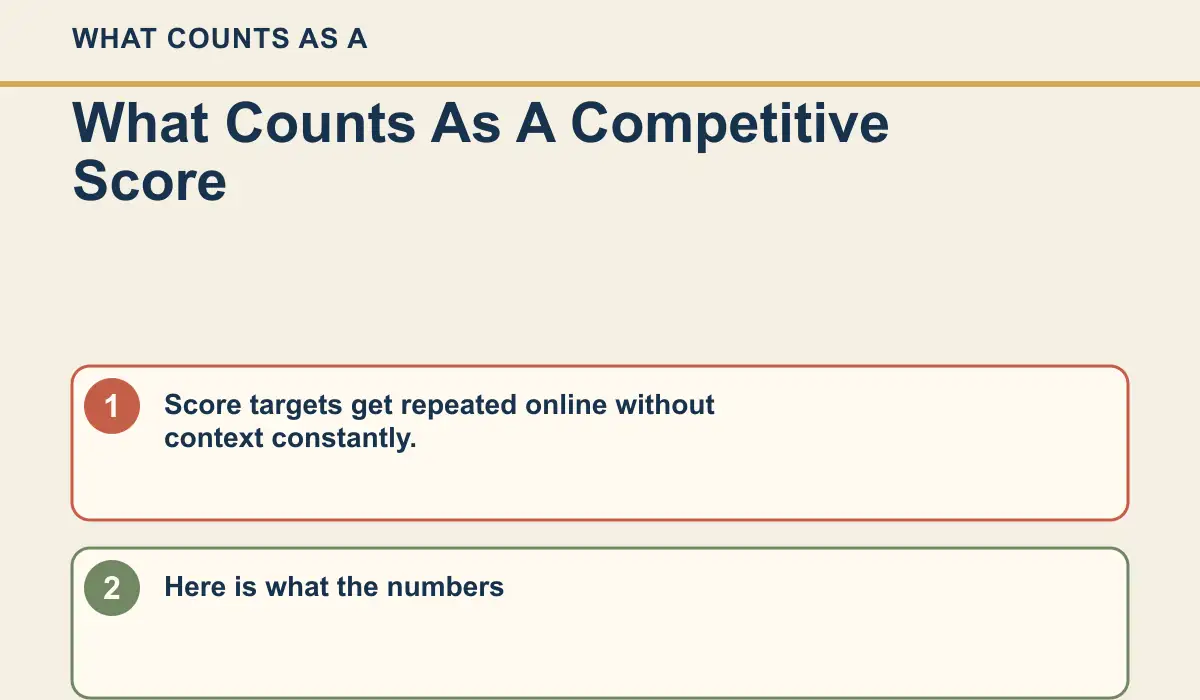 WHAT COUNTS AS A
What Counts As A Competitive
Score
1
Score targets get repeated online without
context constantly.
2
Here is what the numbers